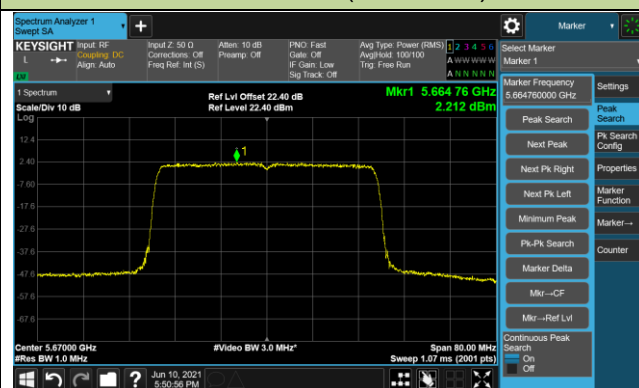 Spectrum Analyzer 1
Swept SA
Marker
KEYSIGHT
L
LNI
Input: RF
Coupling: DC
Align: Auto
Input Z: 50 Ω
Corrections: Off
Freq Ref: Int (S)
Atten: 10 dB
Preamp: Off
PNO: Fast
Gate: Off
IF Gain: Low
Sig Track: Off
Avg Type: Power (RMS)
Avg|Hold: 100/100
Trig: Free Run
1 2 3 4 5 6
A W W W W W
A N N N N N
Select Marker
Marker 1
1 Spectrum
Scale/Div 10 dB
Log
Ref Lvl Offset 22.40 dB
Ref Level 22.40 dBm
Mkr1 5.664 76 GHz
2.212 dBm
1
12.4
2.40
-7.60
-17.6
-27.6
-37.6
-47.6
-57.6
-67.6
Center 5.67000 GHz
#Res BW 1.0 MHz
#Video BW 3.0 MHz*
Span 80.00 MHz
Sweep 1.07 ms (2001 pts)
Marker Frequency
5.664760000 GHz
Peak Search
Next Peak
Next Pk Right
Next Pk Left
Minimum Peak
Pk-Pk Search
Marker Delta
Mkr→CF
Mkr→Ref Lvl
Continuous Peak
Search
On
Off
Settings
Peak
Search
Pk Search
Config
Properties
Marker
Function
Marker→
Counter
?
Jun 10, 2021
5:50:56 PM